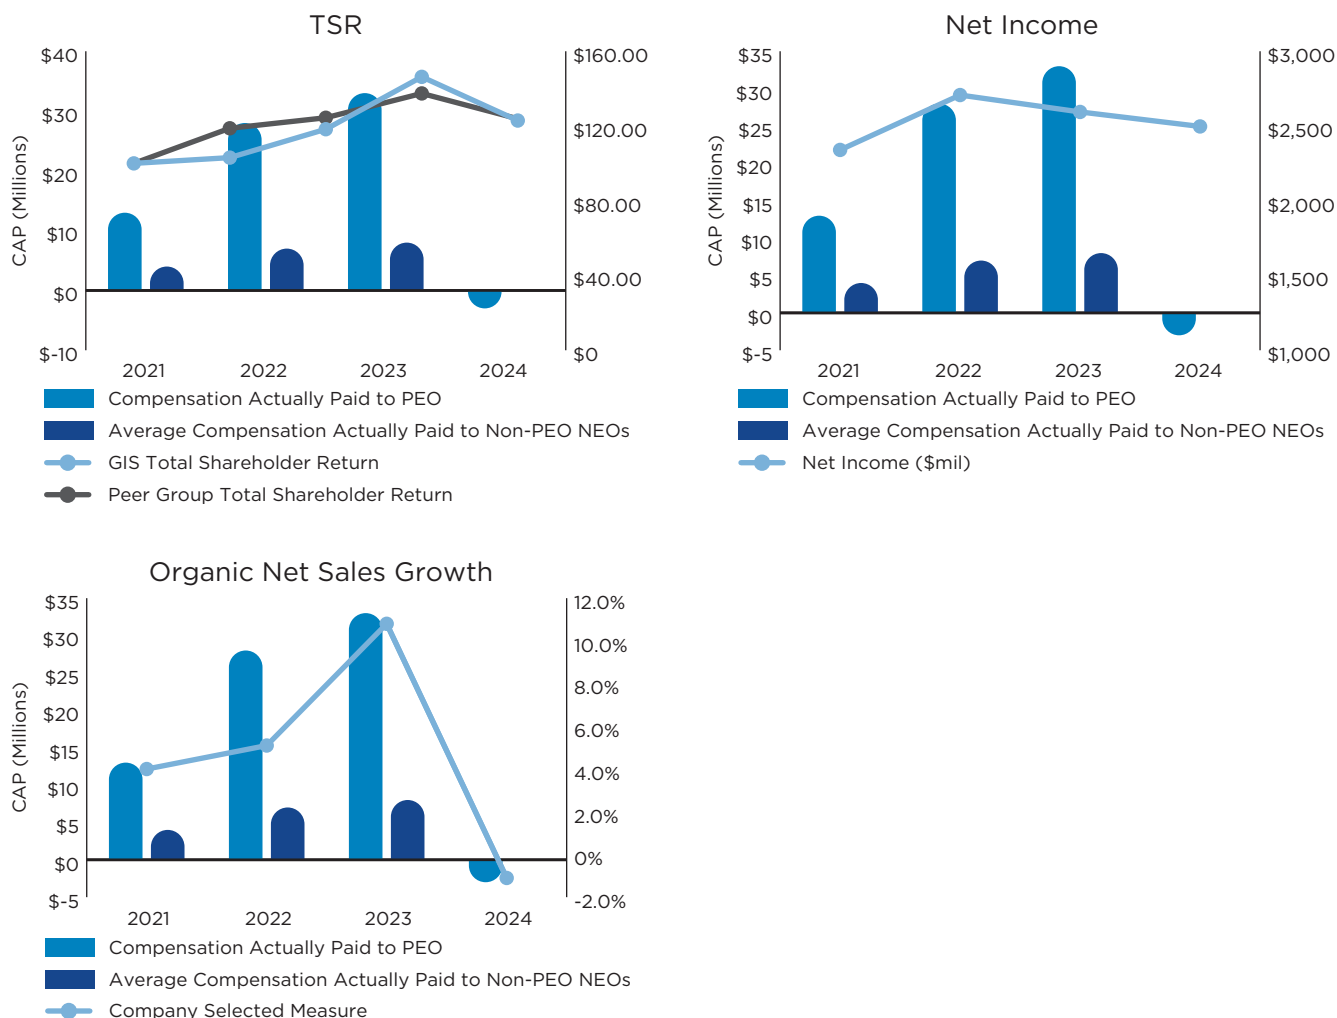 TSR
$40
$30
$20
$10
$0
$-10
CAP (Millions)
$160.00
$120.00
$80.00
$40.00
$0
2021 2022 2023 2024
Compensation Actually Paid to PEO
Average Compensation Actually Paid to Non-PEO NEOs
GIS Total Shareholder Return
Peer Group Total Shareholder Return
Net Income
$35
$30
$25
$20
$15
$10
$5
$0
$-5
CAP (Millions)
$3,000
$2,500
$2,000
$1,500
$1,000
2021 2022 2023 2024
Compensation Actually Paid to PEO
Average Compensation Actually Paid to Non-PEO NEOs
Net Income ($mil)
Organic Net Sales Growth
$35
$30
$25
$20
$15
$10
$5
$0
$-5
CAP (Millions)
12.0%
10.0%
8.0%
6.0%
4.0%
2.0%
0%
-2.0%
2021 2022 2023 2024
Compensation Actually Paid to PEO
Average Compensation Actually Paid to Non-PEO NEOs
Company Selected Measure